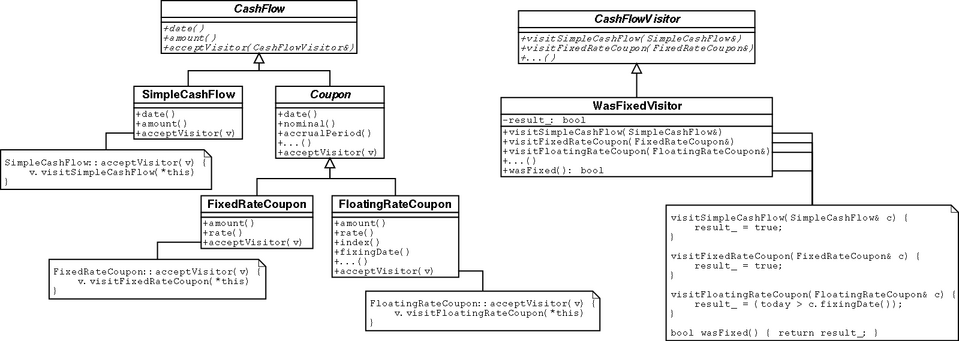 CashFlow
+date()
+amount()
+acceptVisitor(CashFlowVisitor&)
SimpleCashFlow
+date()
+amount()
+acceptVisitor(v)
SimpleCashFlow::acceptVisitor(v) {
v.visitSimpleCashFlow(*this)
}
Coupon
+date()
+nominal()
+accrualPeriod()
+...()
+acceptVisitor(v)
FixedRateCoupon
+amount()
+rate()
+acceptVisitor(v)
FixedRateCoupon::acceptVisitor(v) {
v.visitFixedRateCoupon(*this)
}
FloatingRateCoupon
+amount()
+rate()
+index()
+fixingDate()
+...()
+acceptVisitor(v)
FloatingRateCoupon::acceptVisitor(v) {
v.visitFloatingRateCoupon(*this)
}
CashFlowVisitor
+visitSimpleCashFlow(SimpleCashFlow&)
+visitFixedRateCoupon(FixedRateCoupon&)
+...()
WasFixedVisitor
-result_: bool
+visitSimpleCashFlow(SimpleCashFlow&)
+visitFixedRateCoupon(FixedRateCoupon&)
+visitFloatingRateCoupon(FloatingRateCoupon&)
+...()
+wasFixed(): bool
visitSimpleCashFlow(SimpleCashFlow& c) {
result_ = true;
}
visitFixedRateCoupon(FixedRateCoupon& c) {
result_ = true;
}
visitFloatingRateCoupon(FloatingRateCoupon& c) {
result_ = (today > c.fixingDate());
}
bool wasFixed() { return result_; }